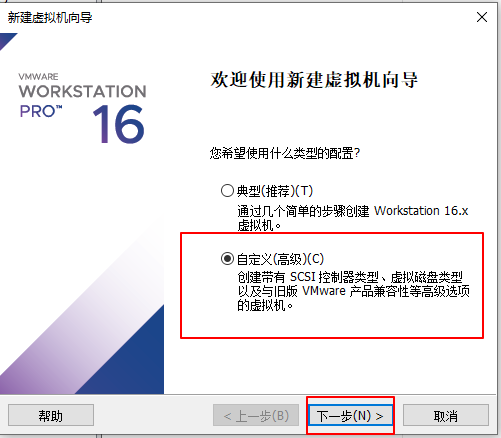 新建虚拟机向导
VMWARE
WORKSTATION
PRO™ 16
欢迎使用新建虚拟机向导
您希望使用什么类型的配置?
典型(推荐)(T)
通过几个简单的步骤创建 Workstation 16.x
虚拟机。
自定义(高级)(C)
创建带有 SCSI 控制器类型、虚拟磁盘类型
以及与旧版 VMware 产品兼容性等高级选项
的虚拟机。
帮助
< 上一步(B)
下一步(N) >
取消